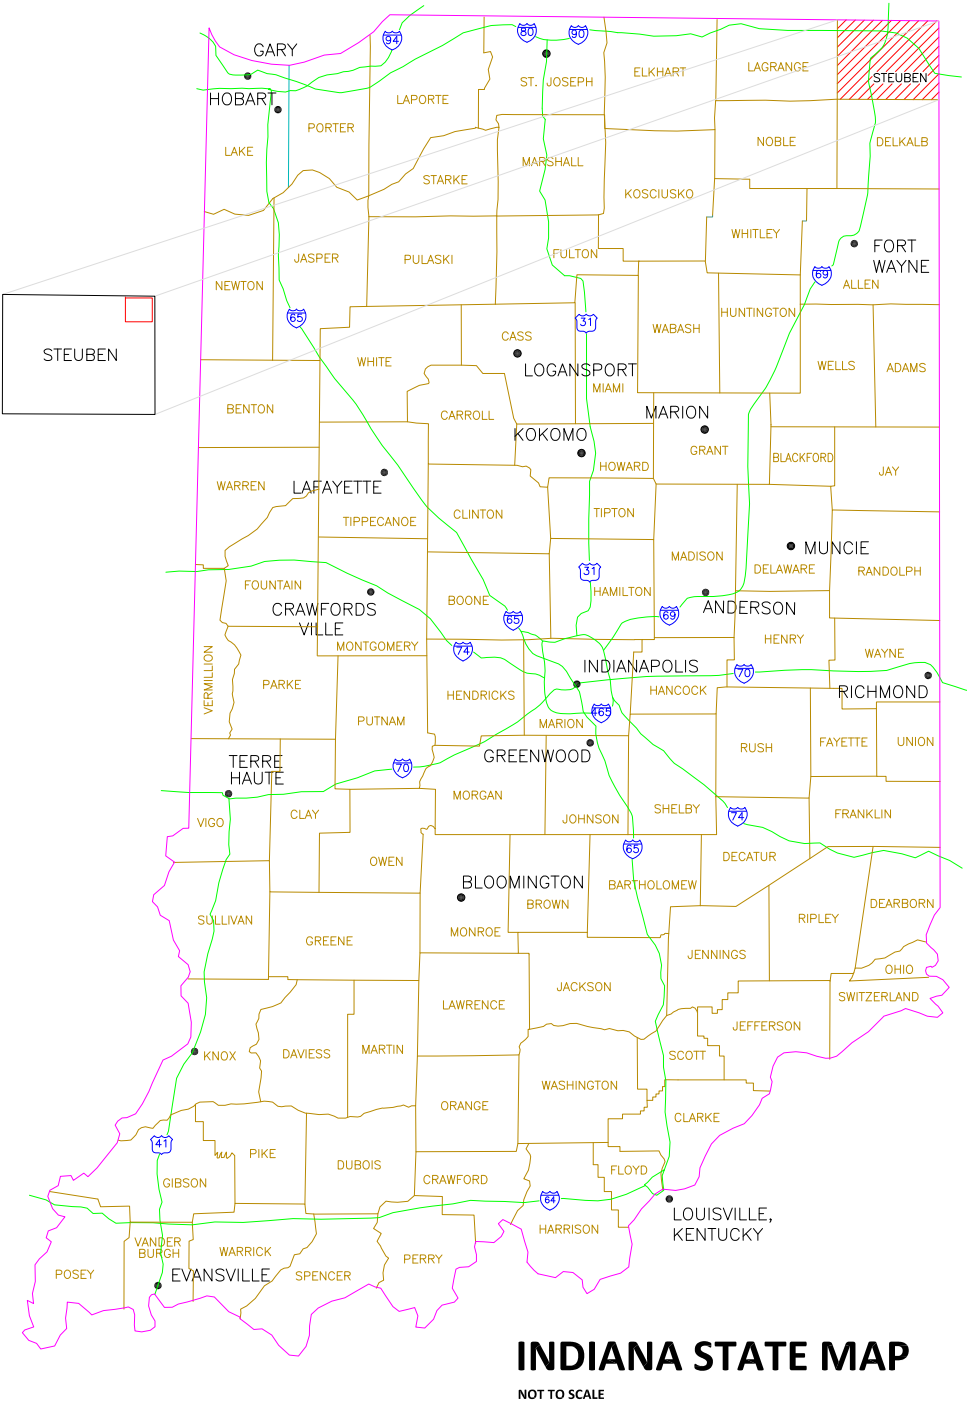 94
80
90
GARY
ST. JOSEPH
ELKHART
LAGRANGE
STEUBEN
HOBART
LAPORTE
PORTER
LAKE
NOBLE
DELKALB
MARSHALL
STARKE
KOSCIUSKO
WHITLEY
FORT
WAYNE
JASPER
PULASKI
FULTON
69
ALLEN
NEWTON
65
31
HUNTINGTON
WABASH
CASS
STEUBEN
WHITE
LOGANSPORT
WELLS
ADAMS
MIAMI
BENTON
CARROLL
MARION
KOKOMO
GRANT
BLACKFORD
HOWARD
JAY
WARREN
LAFAYETTE
TIPPECANOE
CLINTON
TIPTON
MUNCIE
MADISON
DELAWARE
RANDOLPH
31
FOUNTAIN
HAMILTON
BOONE
CRAWFORDS
VILLE
65
69
ANDERSON
MONTGOMERY
74
HENRY
WAYNE
VERMILLION
INDIANAPOLIS
70
PARKE
HENDRICKS
HANCOCK
RICHMOND
465
PUTNAM
MARION
RUSH
FAYETTE
UNION
GREENWOOD
TERRE
HAUTE
70
MORGAN
SHELBY
CLAY
VIGO
JOHNSON
74
FRANKLIN
65
OWEN
DECATUR
BLOOMINGTON
BARTHOLOMEW
BROWN
DEARBORN
SULLIVAN
RIPLEY
MONROE
GREENE
JENNINGS
OHIO
JACKSON
SWITZERLAND
LAWRENCE
JEFFERSON
KNOX
DAVIESS
MARTIN
SCOTT
WASHINGTON
ORANGE
CLARKE
41
PIKE
DUBOIS
FLOYD
GIBSON
CRAWFORD
64
HARRISON
LOUISVILLE,
KENTUCKY
VANDER
BURGH
WARRICK
PERRY
POSEY
EVANSVILLE
SPENCER
INDIANA STATE MAP
NOT TO SCALE